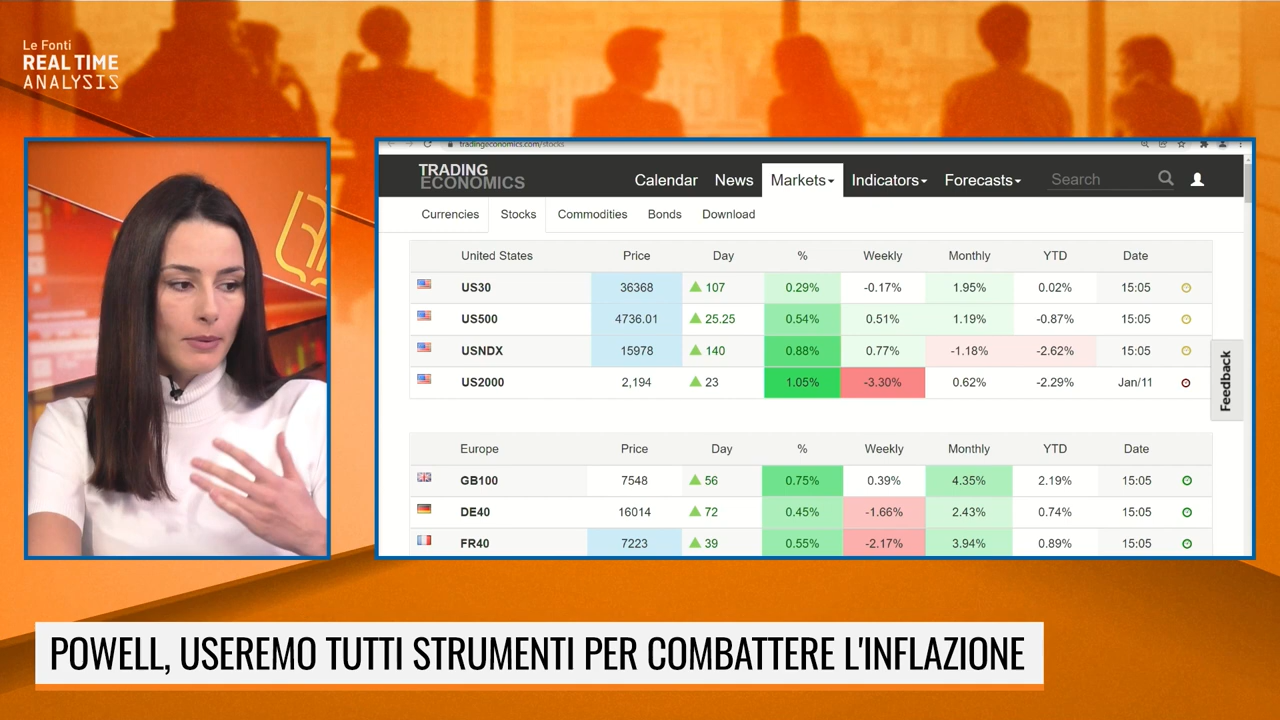 Le Fonti
REAL TIME
ANALYSIS
tradingeconomics.com/stocks
TRADING
ECONOMICS
Calendar News Markets Indicators Forecasts Search
Currencies Stocks Commodities Bonds Download
United States Price Day % Weekly Monthly YTD Date
US30 36368 107 0.29% -0.17% 1.95% 0.02% 15:05
US500 4736.01 25.25 0.54% 0.51% 1.19% -0.87% 15:05
USNDX 15978 140 0.88% 0.77% -1.18% -2.62% 15:05
US2000 2,194 23 1.05% -3.30% 0.62% -2.29% Jan/11
Feedback
Europe Price Day % Weekly Monthly YTD Date
GB100 7548 56 0.75% 0.39% 4.35% 2.19% 15:05
DE40 16014 72 0.45% -1.66% 2.43% 0.74% 15:05
FR40 7223 39 0.55% -2.17% 3.94% 0.89% 15:05
POWELL, USEREMO TUTTI STRUMENTI PER COMBATTERE L'INFLAZIONE